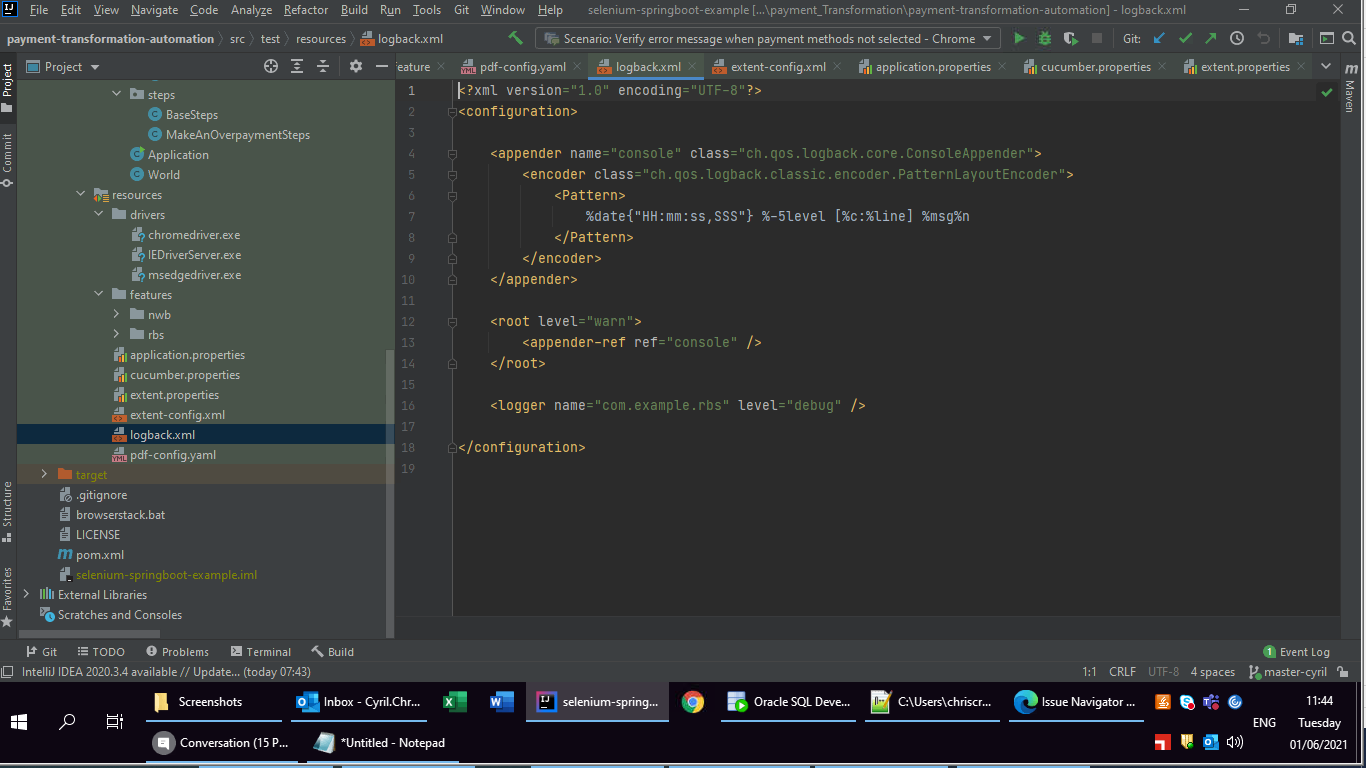 File Edit View Navigate Code Analyze Refactor Build Run Tools Git Window Help selenium-springboot-example [...\payment_Transformation\payment-transformation-automation] - logback.xml
payment-transformation-automation src test resources logback.xml Scenario: Verify error message when payment methods not selected - Chrome Git:
Project
eature pdf-config.yaml logback.xml extent-config.xml application.properties cucumber.properties extent.properties
Project
Commit
Structure
Favorites
steps
BaseSteps
MakeAnOverpaymentSteps
Application
World
resources
drivers
chromedriver.exe
IEDriverServer.exe
msedgedriver.exe
features
nwb
rbs
application.properties
cucumber.properties
extent.properties
extent-config.xml
logback.xml
pdf-config.yaml
target
.gitignore
browserstack.bat
LICENSE
pom.xml
selenium-springboot-example.iml
External Libraries
Scratches and Consoles
1 <?xml version="1.0" encoding="UTF-8"?>
2 <configuration>
3
4 <appender name="console" class="ch.qos.logback.core.ConsoleAppender">
5 <encoder class="ch.qos.logback.classic.encoder.PatternLayoutEncoder">
6 <Pattern>
7 %date{"HH:mm:ss,SSS"} %-5level [%c:%line] %msg%n
8 </Pattern>
9 </encoder>
10 </appender>
11
12 <root level="warn">
13 <appender-ref ref="console" />
14 </root>
15
16 <logger name="com.example.rbs" level="debug" />
17
18 </configuration>
19
Maven
Git TODO Problems Terminal Build 1 Event Log
IntelliJ IDEA 2020.3.4 available // Update... (today 07:43) 1:1 CRLF UTF-8 4 spaces master-cyril
Screenshots Inbox - Cyril.Chr... selenium-spring... Oracle SQL Deve... C:\Users\chriscr... Issue Navigator ...
Conversation (15 P... *Untitled - Notepad
ENG
11:44
Tuesday
01/06/2021